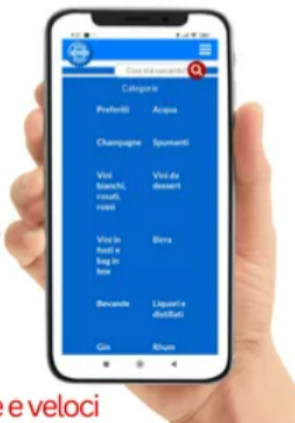 Cosa stai cercando?
Categorie
Preferiti Acqua
Champagne Spumanti
Vini Vini da
bianchi, dessert
rosati,
rossi
Vini in Birra
fusti e
bag in
box
Bevande Liquori e
distillati
Gin Rhum
e veloci